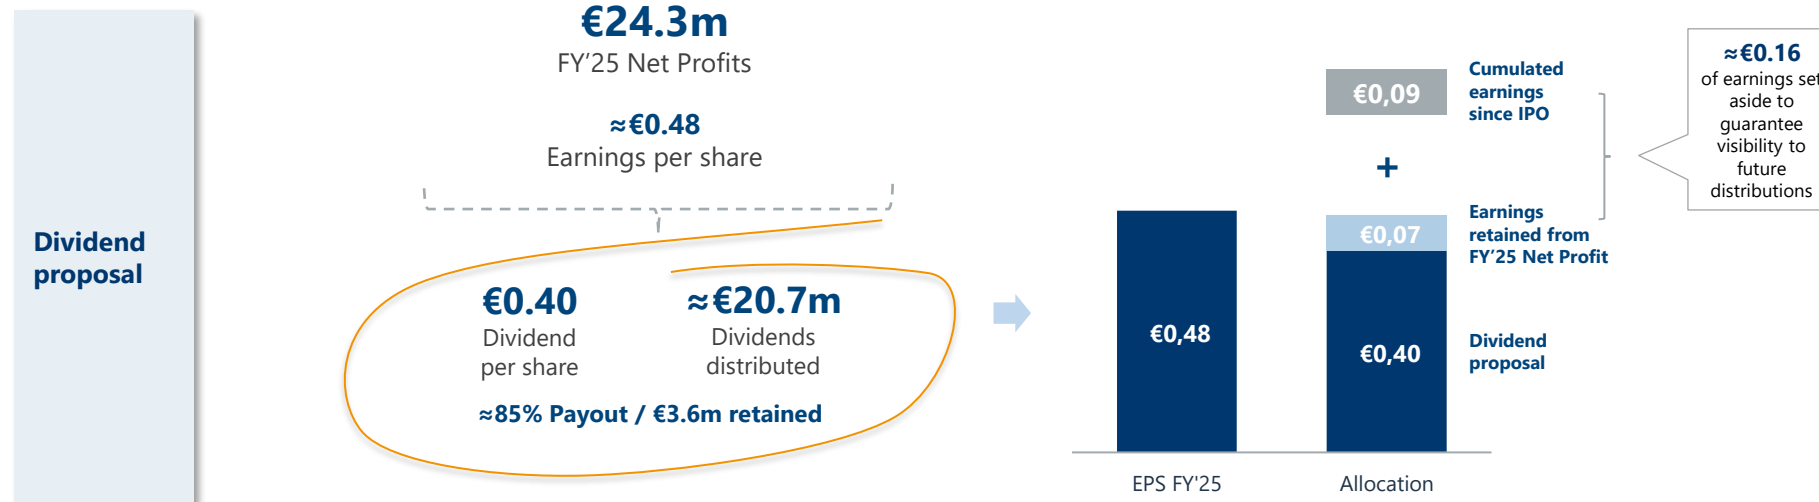 Dividend
proposal
€24.3m
FY'25 Net Profits
≈€0.48
Earnings per share
€0.40
Dividend
per share
≈€20.7m
Dividends
distributed
≈85% Payout / €3.6m retained
€0,48
EPS FY'25
€0,09
+
€0,07
€0,40
Allocation
Cumulated
earnings
since IPO
Earnings
retained from
FY'25 Net Profit
Dividend
proposal
≈€0.16
of earnings set
aside to
guarantee
visibility to
future
distributions